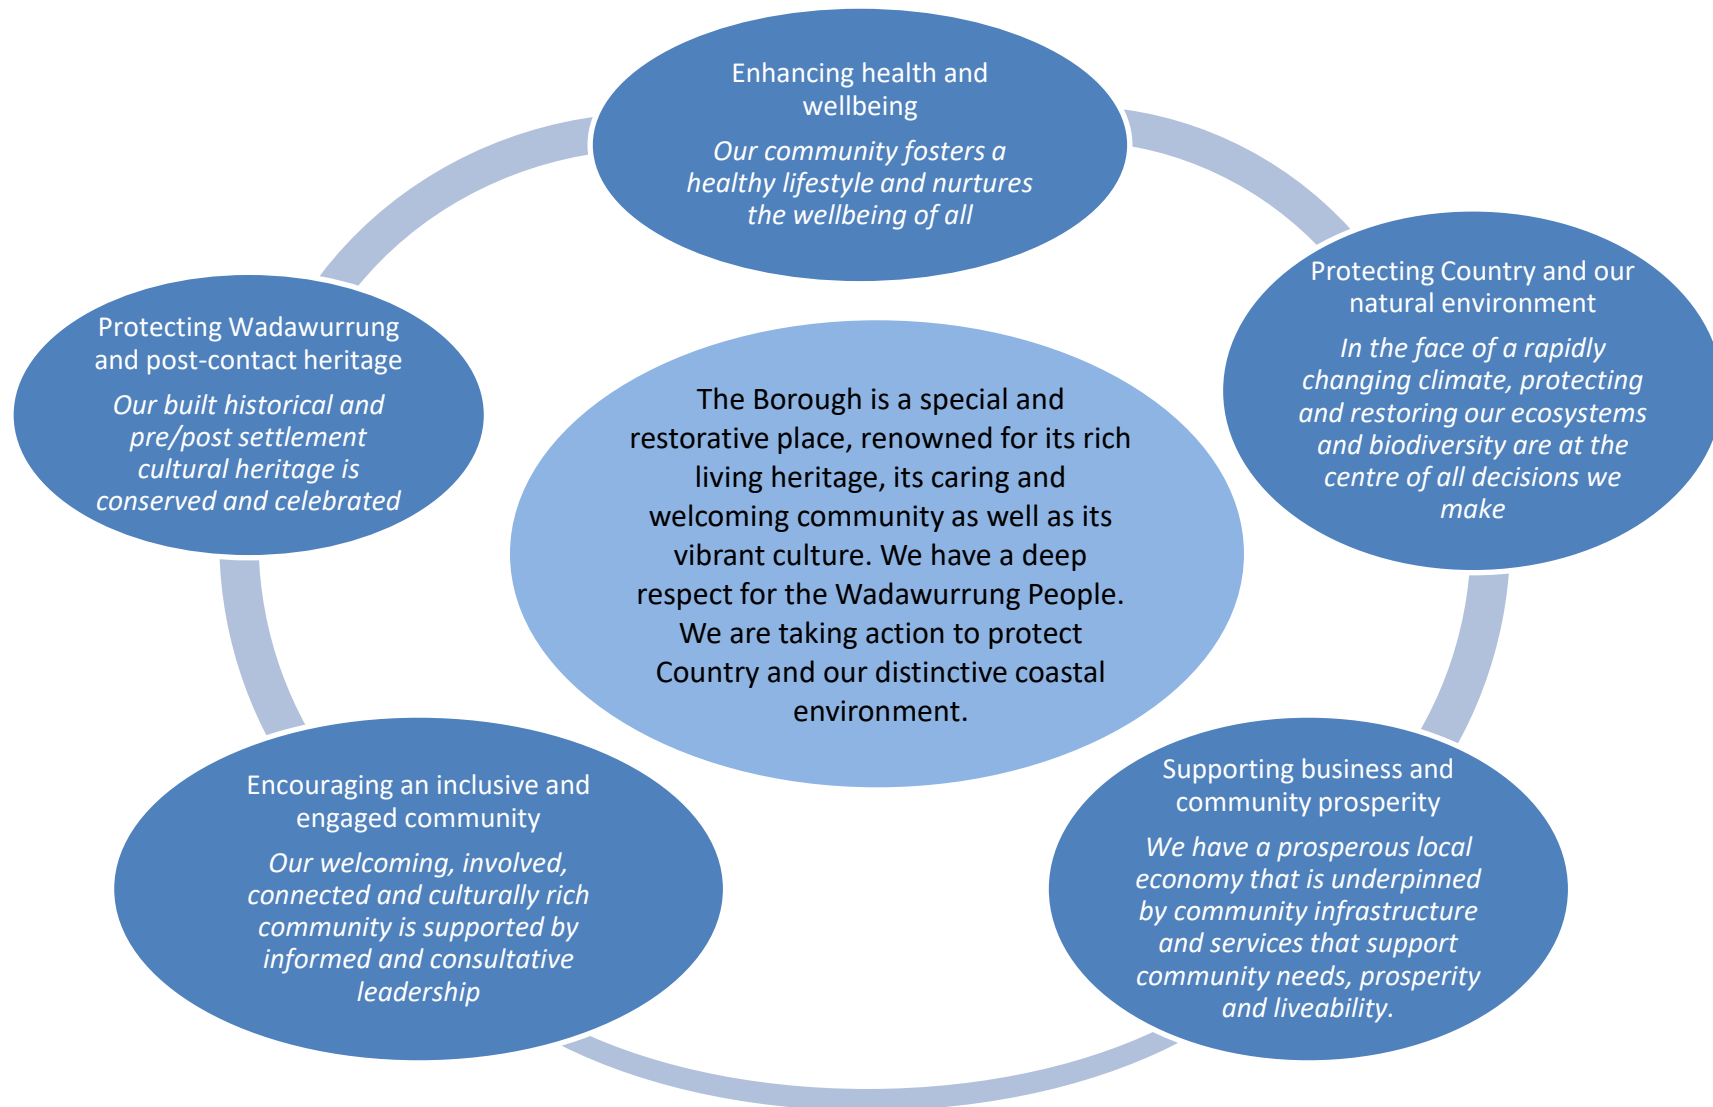 Enhancing health and
wellbeing
Our community fosters a
healthy lifestyle and nurtures
the wellbeing of all
Protecting Country and our
natural environment
In the face of a rapidly
changing climate, protecting
and restoring our ecosystems
and biodiversity are at the
centre of all decisions we
make
Supporting business and
community prosperity
We have a prosperous local
economy that is underpinned
by community infrastructure
and services that support
community needs, prosperity
and liveability.
Encouraging an inclusive and
engaged community
Our welcoming, involved,
connected and culturally rich
community is supported by
informed and consultative
leadership
Protecting Wadawurrung
and post-contact heritage
Our built historical and
pre/post settlement
cultural heritage is
conserved and celebrated
The Borough is a special and
restorative place, renowned for its rich
living heritage, its caring and
welcoming community as well as its
vibrant culture. We have a deep
respect for the Wadawurrung People.
We are taking action to protect
Country and our distinctive coastal
environment.